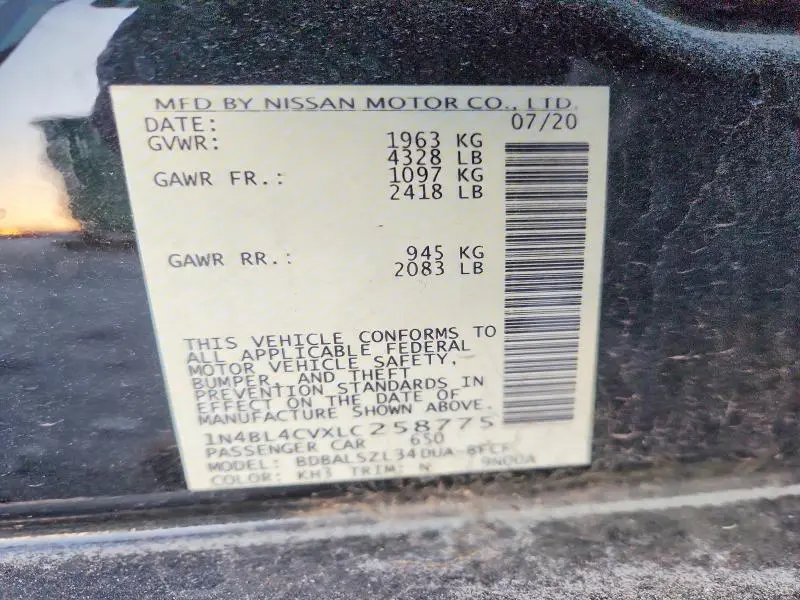 MFD BY NISSAN MOTOR CO., LTD.
DATE: 07/20
GVWR: 1963 KG
4328 LB
GAWR FR.: 1097 KG
2418 LB
GAWR RR.: 945 KG
2083 LB
THIS VEHICLE CONFORMS TO
ALL APPLICABLE FEDERAL
MOTOR VEHICLE SAFETY,
BUMPER, AND THEFT
PREVENTION STANDARDS IN
EFFECT ON THE DATE OF
MANUFACTURE SHOWN ABOVE.
1N4BL4CVXLC258775
PASSENGER CAR 650
MODEL: BDBALSZL34DUA-8FCF
COLOR: KH3 TRIM: N 9N00A